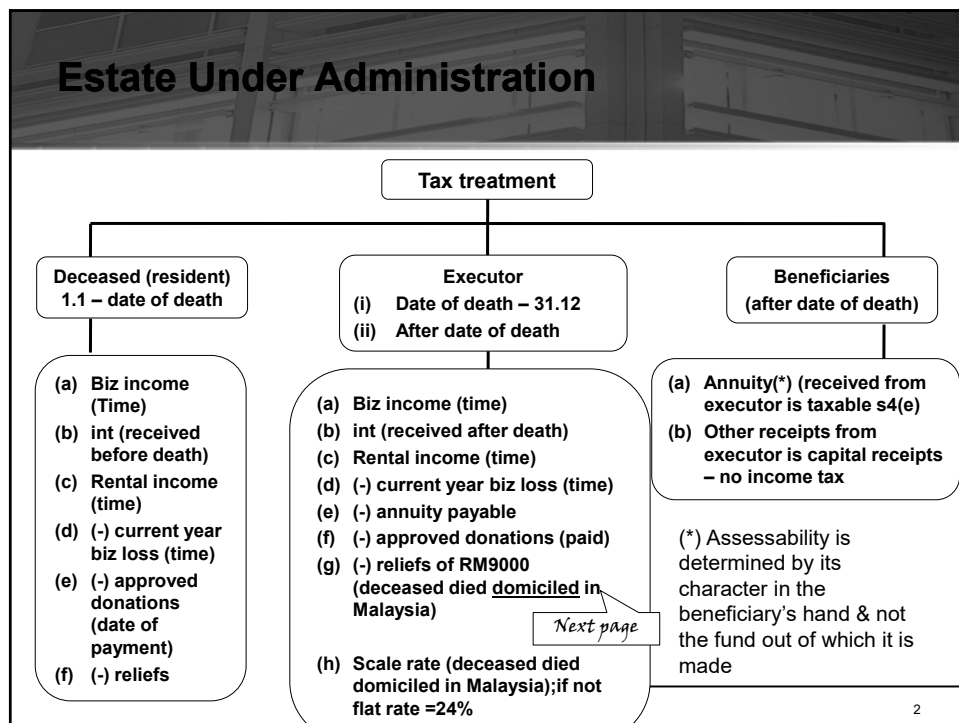 Estate Under Administration
Tax treatment
Deceased (resident)
1.1 – date of death
(a) Biz income
(Time)
(b) int (received
before death)
(c) Rental income
(time)
(d) (-) current year
biz loss (time)
(e) (-) approved
donations
(date of
payment)
(f) (-) reliefs
Executor
(i) Date of death – 31.12
(ii) After date of death
(a) Biz income (time)
(b) int (received after death)
(c) Rental income (time)
(d) (-) current year biz loss (time)
(e) (-) annuity payable
(f) (-) approved donations (paid)
(g) (-) reliefs of RM9000
(deceased died domiciled in
Malaysia)
Next page
(h) Scale rate (deceased died
domiciled in Malaysia);if not
flat rate =24%
Beneficiaries
(after date of death)
(a) Annuity(*) (received from
executor is taxable s4(e)
(b) Other receipts from
executor is capital receipts
– no income tax
(*) Assessability is
determined by its
character in the
beneficiary's hand & not
the fund out of which it is
made
2